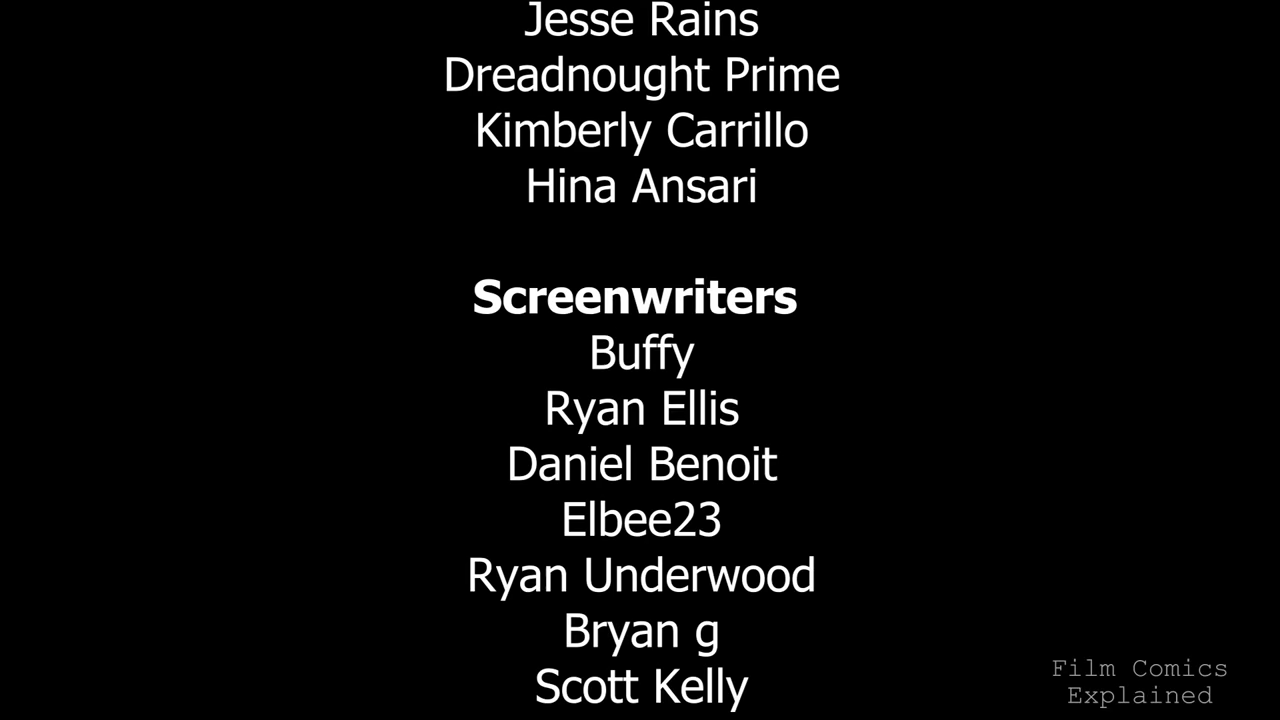 Jesse Rains
Dreadnought Prime
Kimberly Carrillo
Hina Ansari
Screenwriters
Buffy
Ryan Ellis
Daniel Benoit
Elbee23
Ryan Underwood
Bryan g
Scott Kelly
Film Comics
Explained